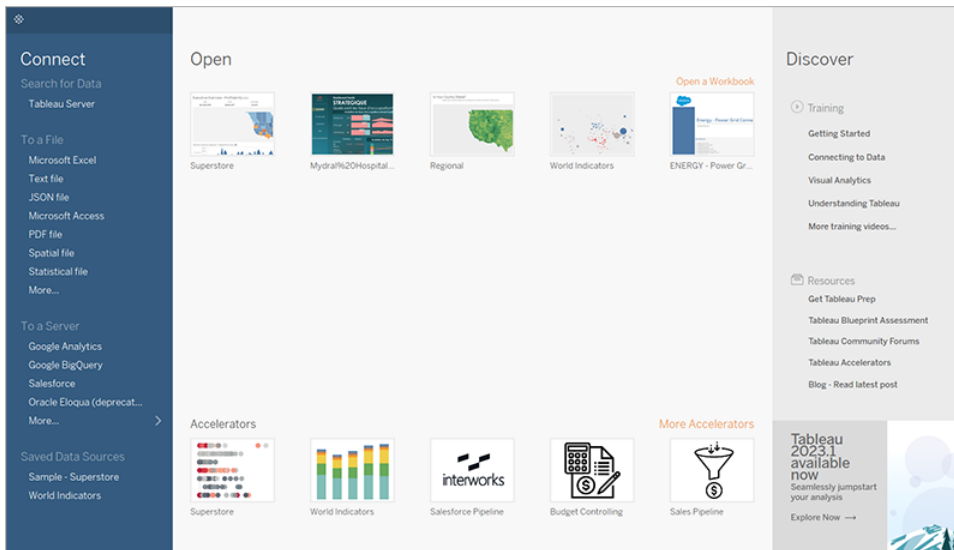 Connect
Search for Data
Tableau Server
To a File
Microsoft Excel
Text file
JSON file
Microsoft Access
PDF file
Spatial file
Statistical file
More...
To a Server
Google Analytics
Google BigQuery
Salesforce
Oracle Eloqua (deprecat...
More...
Saved Data Sources
Sample - Superstore
World Indicators
Open
Open a Workbook
STRATEGIQUE
Energy - Power Grid
Superstore
Mydral%20Hospital...
Regional
World Indicators
ENERGY - Power Gr...
Accelerators
More Accelerators
interworks
Superstore
World Indicators
Salesforce Pipeline
Budget Controlling
Sales Pipeline
Discover
Training
Getting Started
Connecting to Data
Visual Analytics
Understanding Tableau
More training videos...
Resources
Get Tableau Prep
Tableau Blueprint Assessment
Tableau Community Forums
Tableau Accelerators
Blog - Read latest post
Tableau
2023.1
available
now
Seamlessly jumpstart
your analysis
Explore Now →